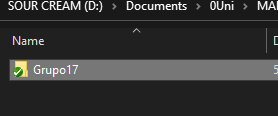 SOUR CREAM (D:) > Documents > 0Uni > MA
Name
Grupo17